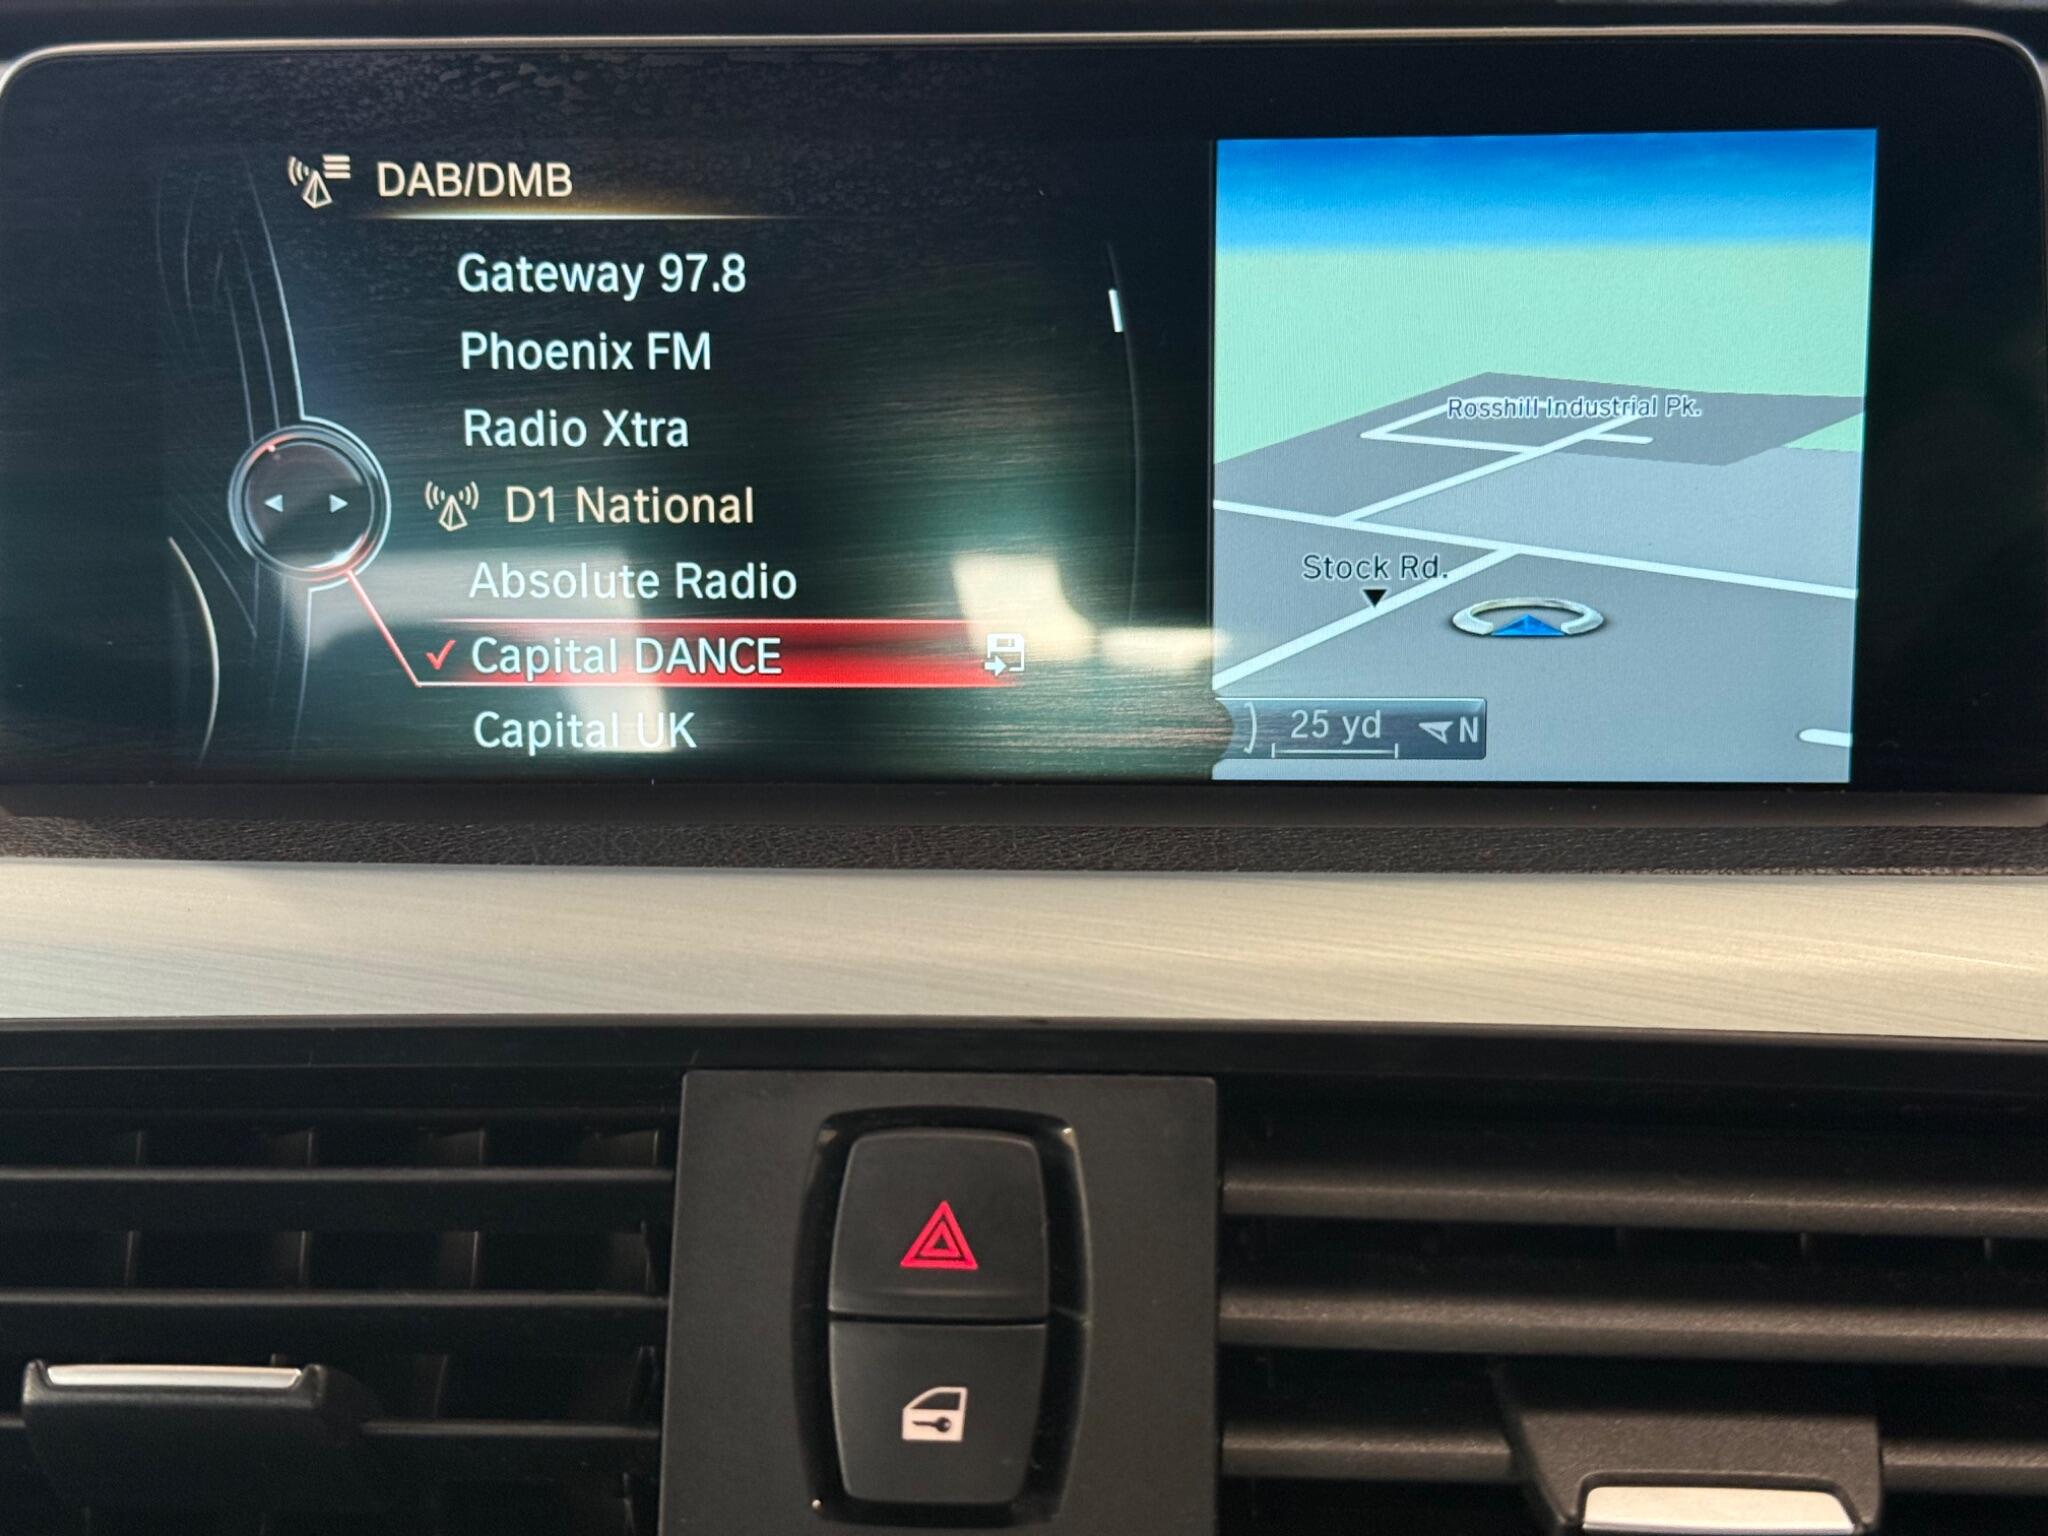 DAB/DMB
Gateway 97.8
Phoenix FM
Radio Xtra
D1 National
Absolute Radio
Capital DANCE
Capital UK
Rosshill Industrial Pk.
Stock Rd.
25 yd
N